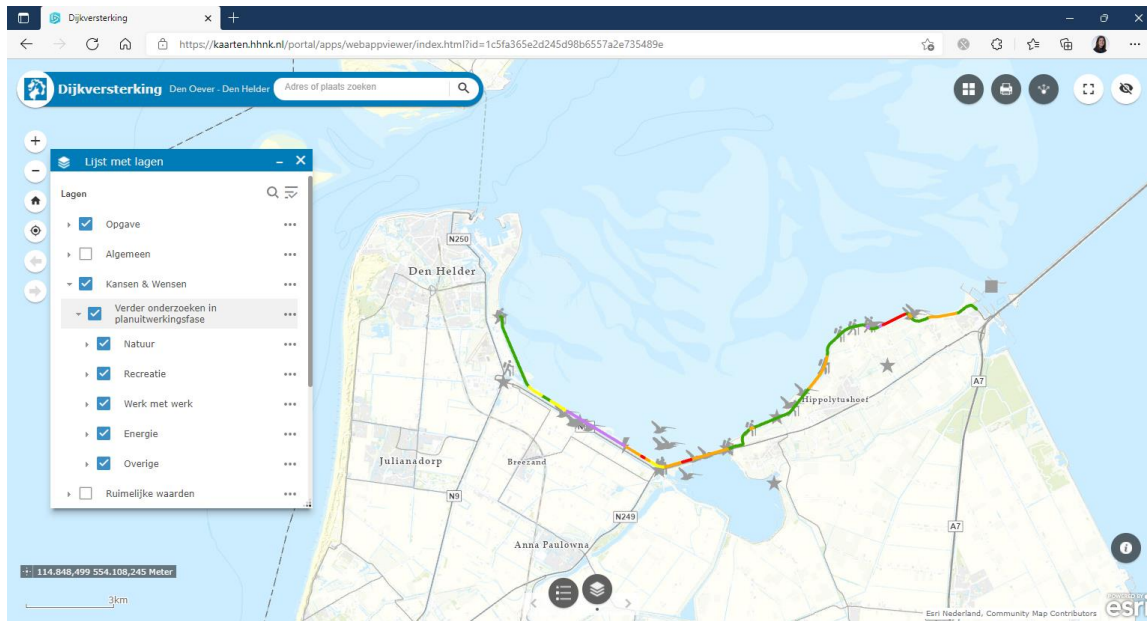 Dijkversterking
https://kaarten.hhnk.nl/portal/apps/webappviewer/index.html?id=1c5fa365e2d245d98b6557a2e735489e
Dijkversterking Den Oever - Den Helder
Adres of plaats zoeken
Lijst met lagen
Lagen
Opgave
Algemeen
Kansen & Wensen
Verder onderzoeken in
planuitwerkingsfase
Natuur
Recreatie
Werk met werk
Energie
Overige
Ruimelijke waarden
N250
Den Helder
A7
Hippolytushoef
Julianadorp
Breezand
N9
N249
A7
Anna Paulowna
114.848,499 554.108,245 Meter
3km
Esri Nederland, Community Map Contributors
POWERED BY
esri